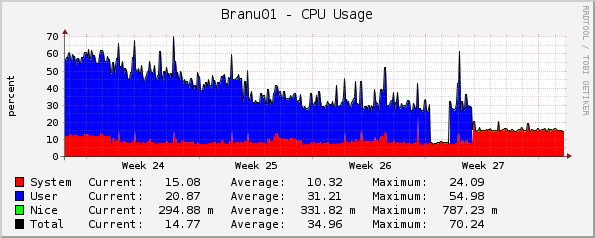 Branu01 - CPU Usage
RRDTOOL / TOBI OETIKER
percent
70
60
50
40
30
20
10
0
Week 24 Week 25 Week 26 Week 27
System Current: 15.08 Average: 10.32 Maximum: 24.09
User Current: 20.87 Average: 31.21 Maximum: 54.98
Nice Current: 294.88 m Average: 331.82 m Maximum: 787.23 m
Total Current: 14.77 Average: 34.96 Maximum: 70.24